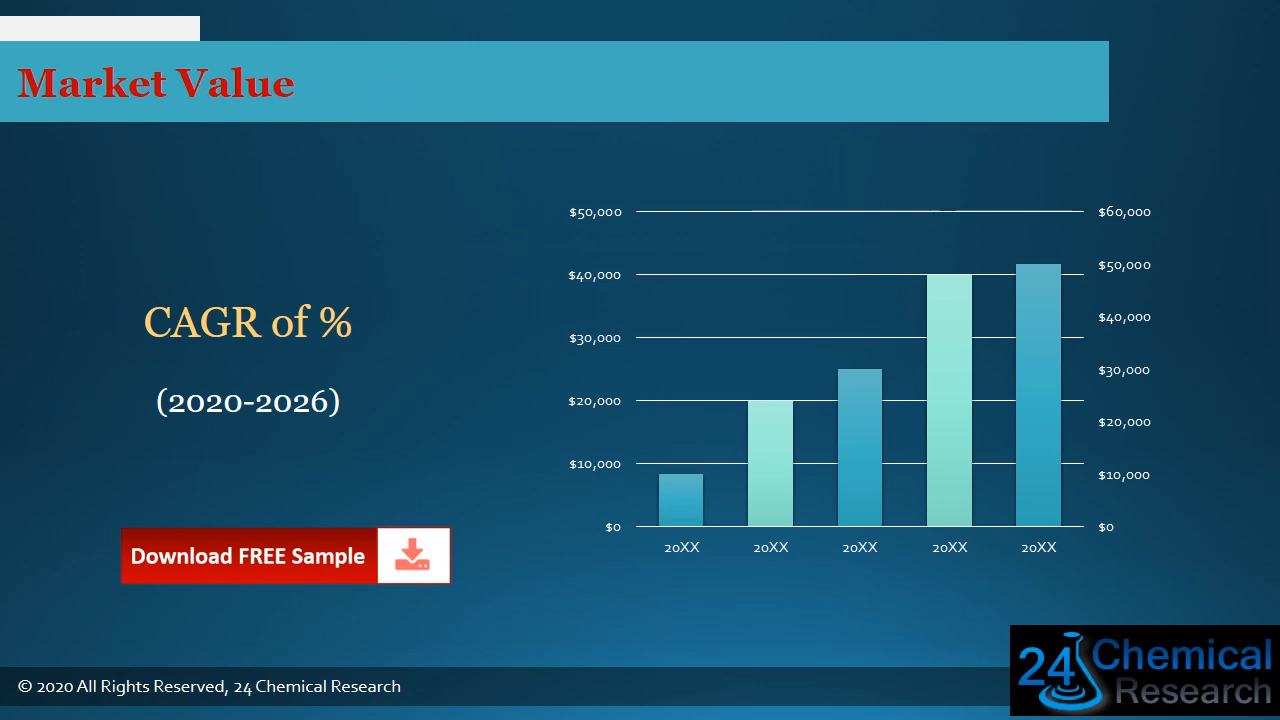 Market Value
CAGR of %
(2020-2026)
Download FREE Sample
$50,000
$40,000
$30,000
$20,000
$10,000
$0
$60,000
$50,000
$40,000
$30,000
$20,000
$10,000
$0
20XX 20XX 20XX 20XX 20XX
© 2020 All Rights Reserved, 24 Chemical Research
24 Chemical
Research